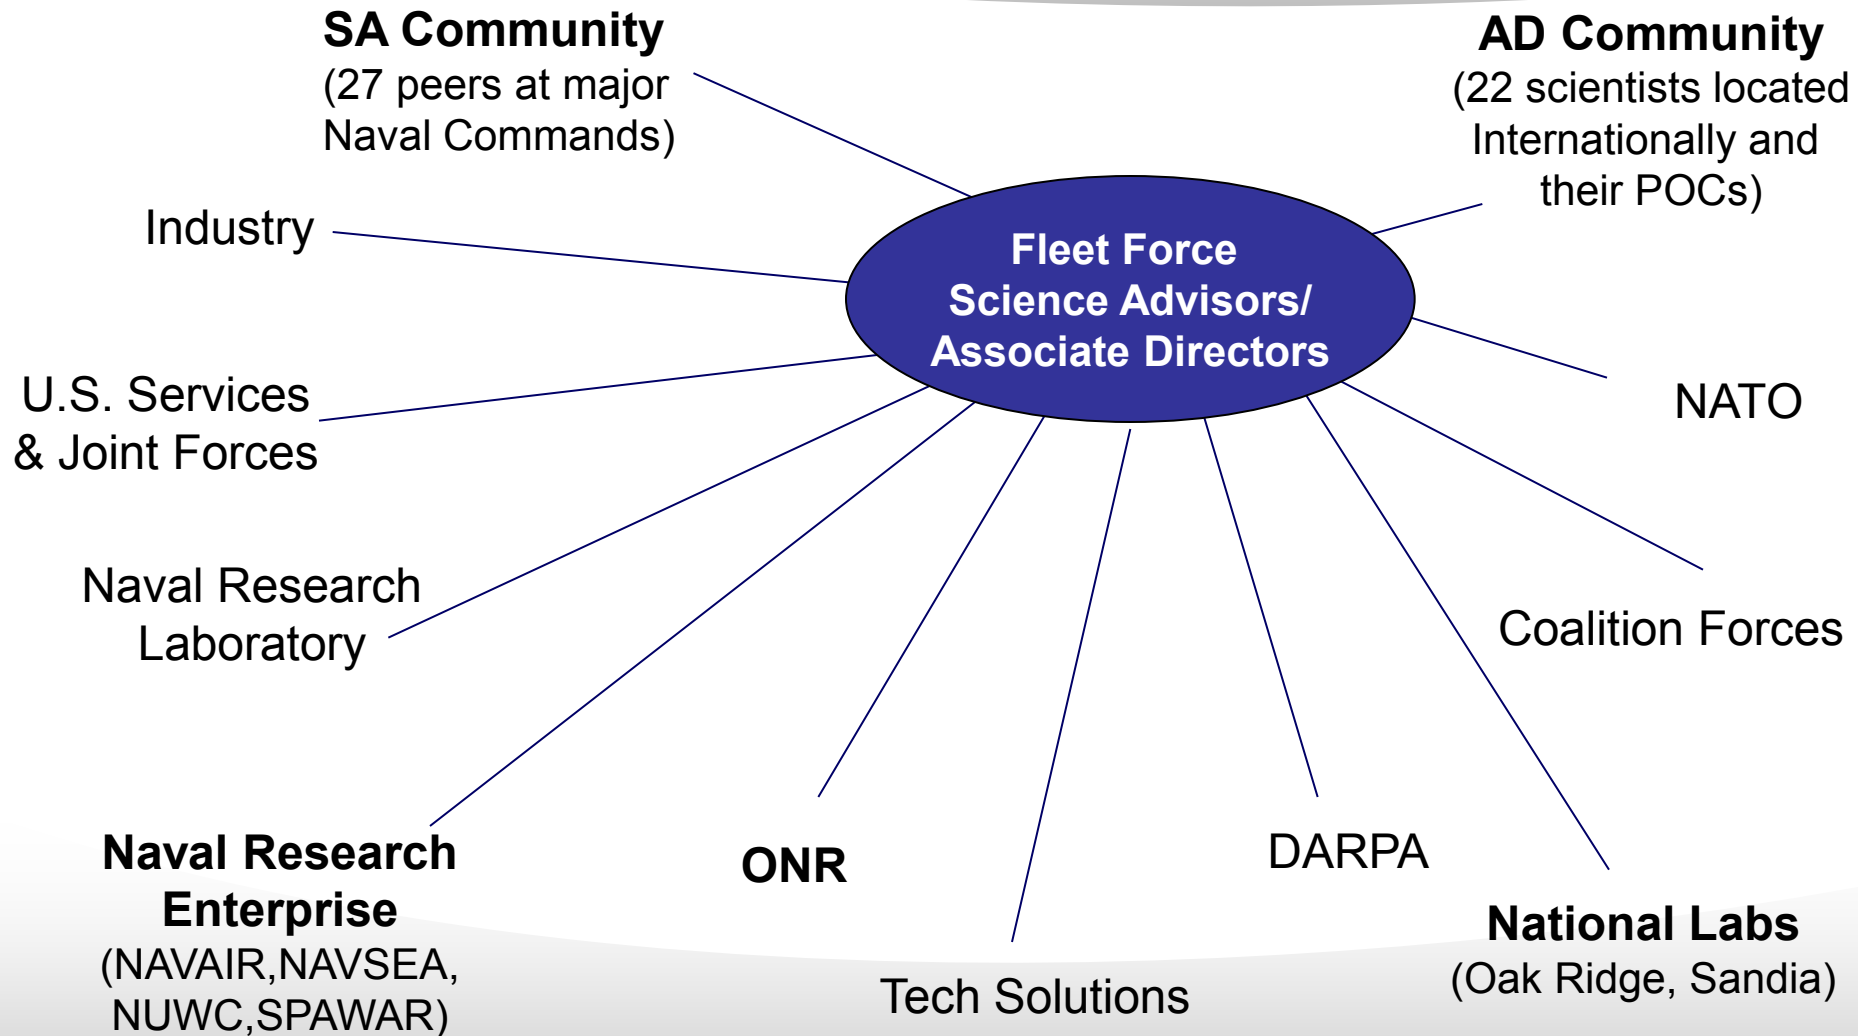 SA Community
(27 peers at major
Naval Commands)
AD Community
(22 scientists located
Internationally and
their POCs)
Industry
Fleet Force
Science Advisors/
Associate Directors
U.S. Services
& Joint Forces
NATO
Naval Research
Laboratory
Coalition Forces
Naval Research
Enterprise
(NAVAIR,NAVSEA,
NUWC,SPAWAR)
ONR
Tech Solutions
DARPA
National Labs
(Oak Ridge, Sandia)